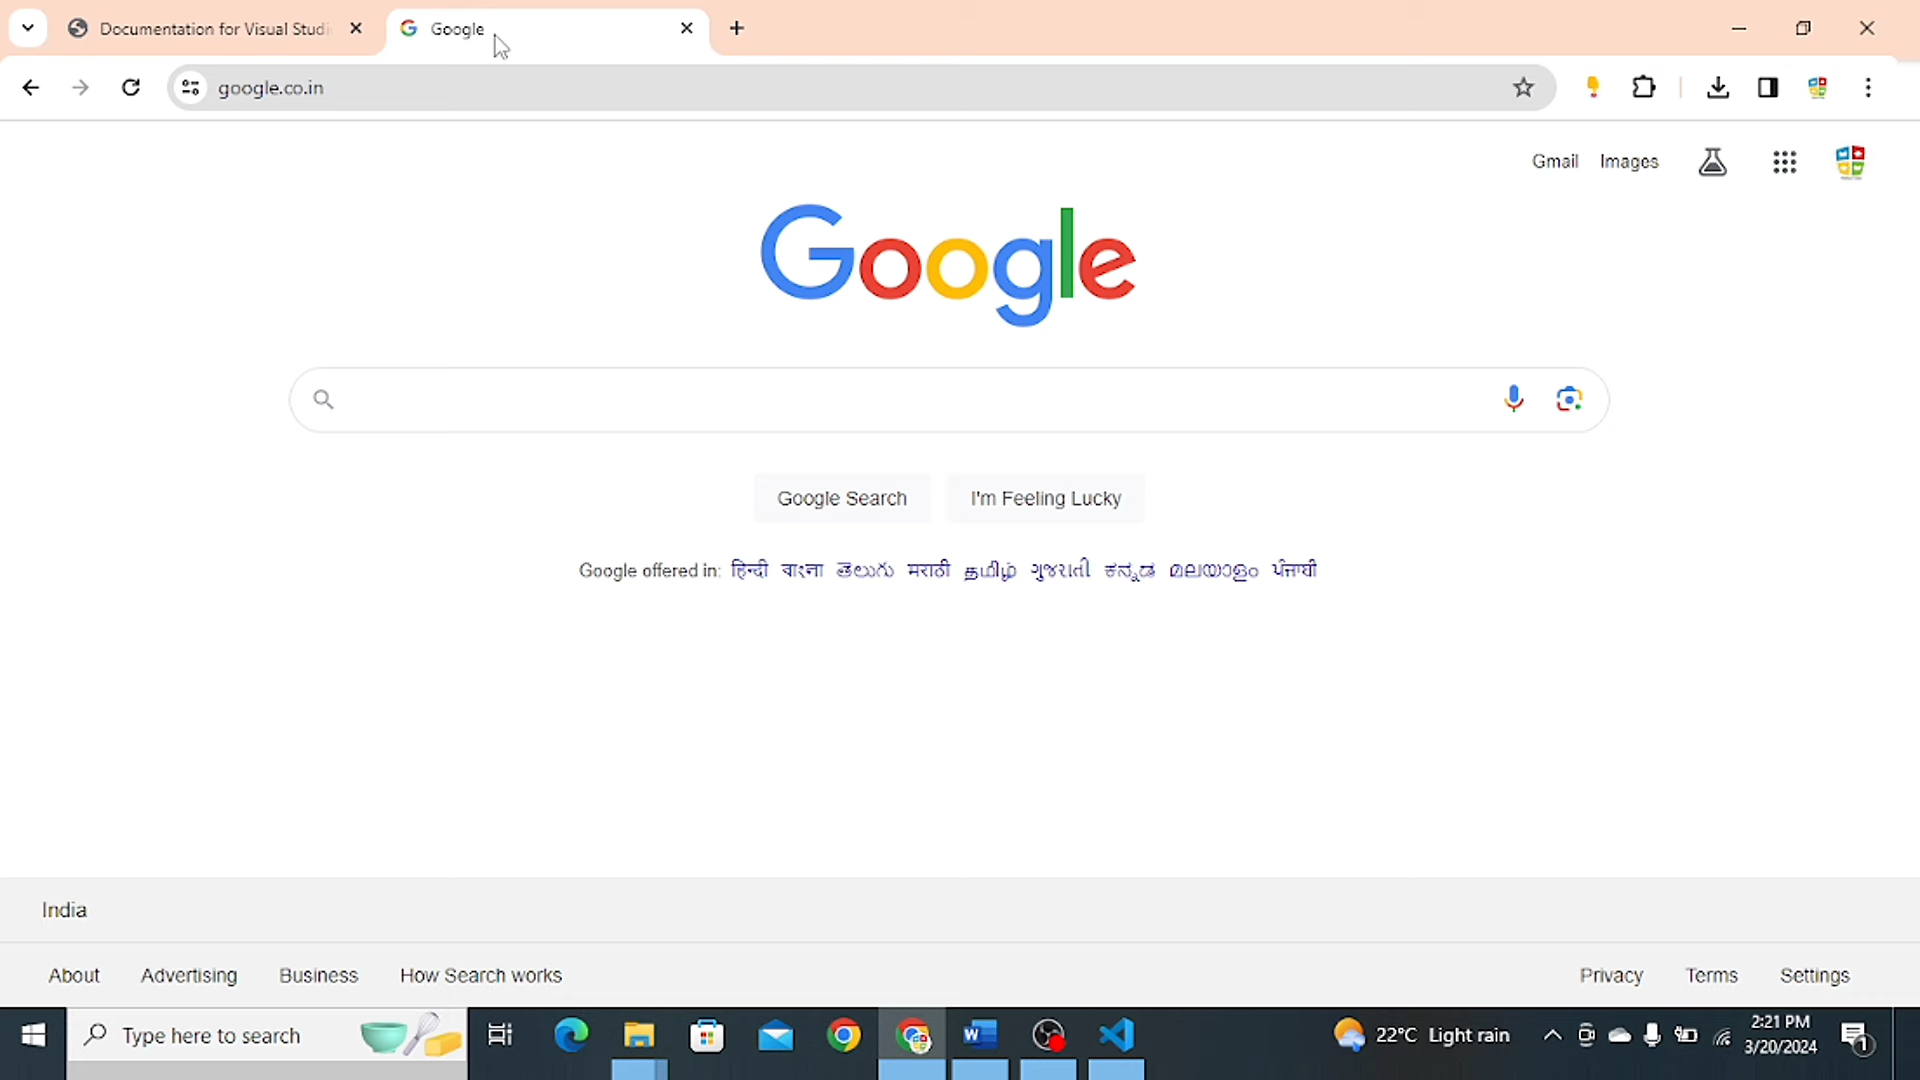 Documentation for Visual Studi
Google
google.co.in
Gmail Images
Google
Google Search I'm Feeling Lucky
Google offered in: हिन्दी বাংলা తెలుగు मराठी தமிழ் ગુજરાતી ಕನ್ನಡ മലയാളം ਪੰਜਾਬੀ
India
About Advertising Business How Search works Privacy Terms Settings
Type here to search 22°C Light rain 2:21 PM
3/20/2024 1